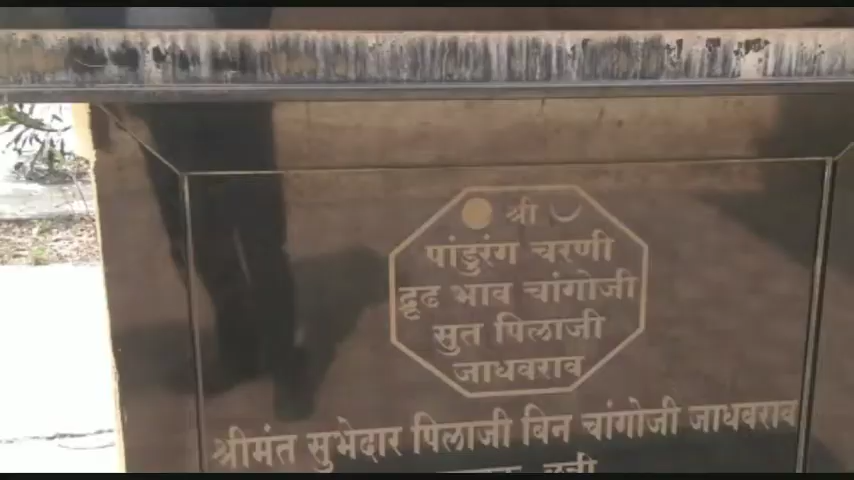 श्री
पांडुरंग चरणी
द्रृढ भाव चांगोजी
सुत पिलाजी
जाधवराव
श्रीमंत सुभेदार पिलाजी बिन चांगोजी जाधवराव